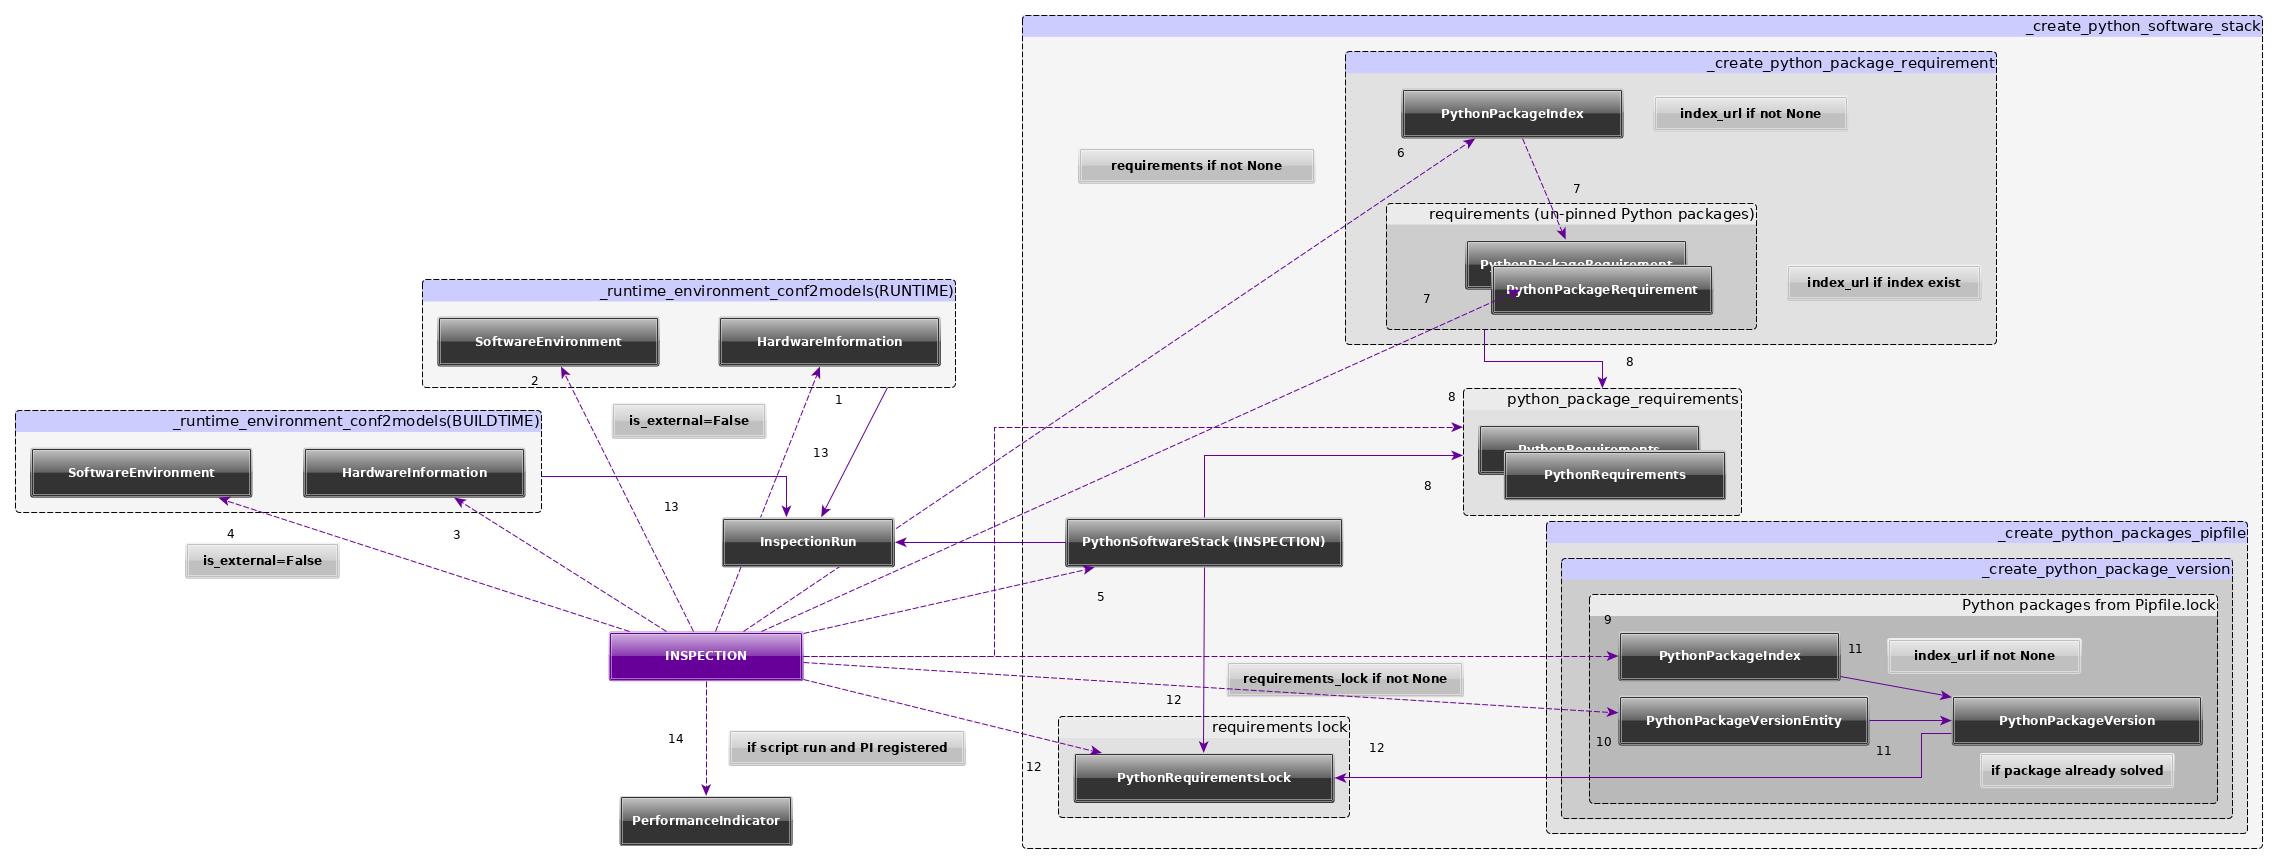 _create_python_software_stack
_create_python_package_requirement
PythonPackageIndex
index_url if not None
requirements if not None
6
7
requirements (un-pinned Python packages)
PythonPackageRequirement
PythonPackageRequirement
index_url if index exist
7
_runtime_environment_conf2models(RUNTIME)
SoftwareEnvironment
HardwareInformation
2
1
is_external=False
8
8
python_package_requirements
PythonRequirements
PythonRequirements
8
_runtime_environment_conf2models(BUILDTIME)
SoftwareEnvironment
HardwareInformation
13
13
4
3
is_external=False
InspectionRun
PythonSoftwareStack (INSPECTION)
5
_create_python_packages_pipfile
_create_python_package_version
Python packages from Pipfile.lock
9
PythonPackageIndex
11
index_url if not None
INSPECTION
requirements_lock if not None
12
PythonPackageVersionEntity
PythonPackageVersion
10
11
if package already solved
requirements lock
12
12
PythonRequirementsLock
14
if script run and PI registered
PerformanceIndicator